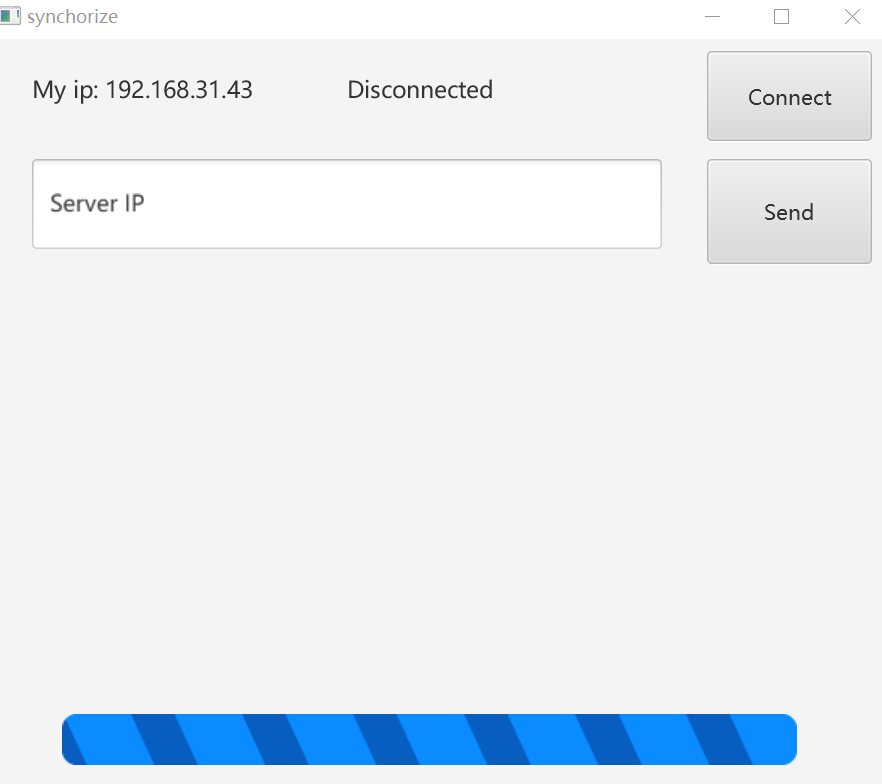 synchorize
My ip: 192.168.31.43 Disconnected
Connect
Server IP
Send